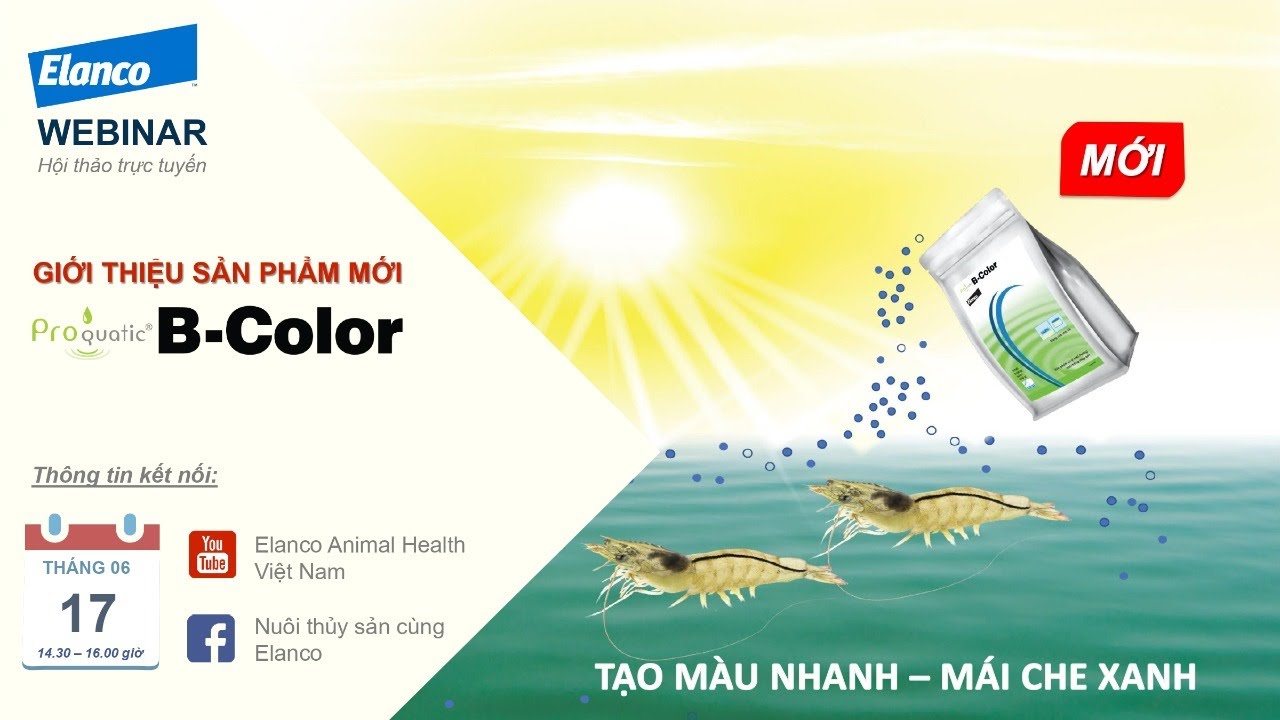 Elanco
WEBINAR
Hội thảo trực tuyến
MỚI
GIỚI THIỆU SẢN PHẨM MỚI
Proquatic® B-Color
B-Color
Elanco
Thông tin kết nối:
THÁNG 06
17
14.30 – 16.00 giờ
You
Tube
Elanco Animal Health
Việt Nam
f
Nuôi thủy sản cùng
Elanco
TẠO MÀU NHANH – MÁI CHE XANH